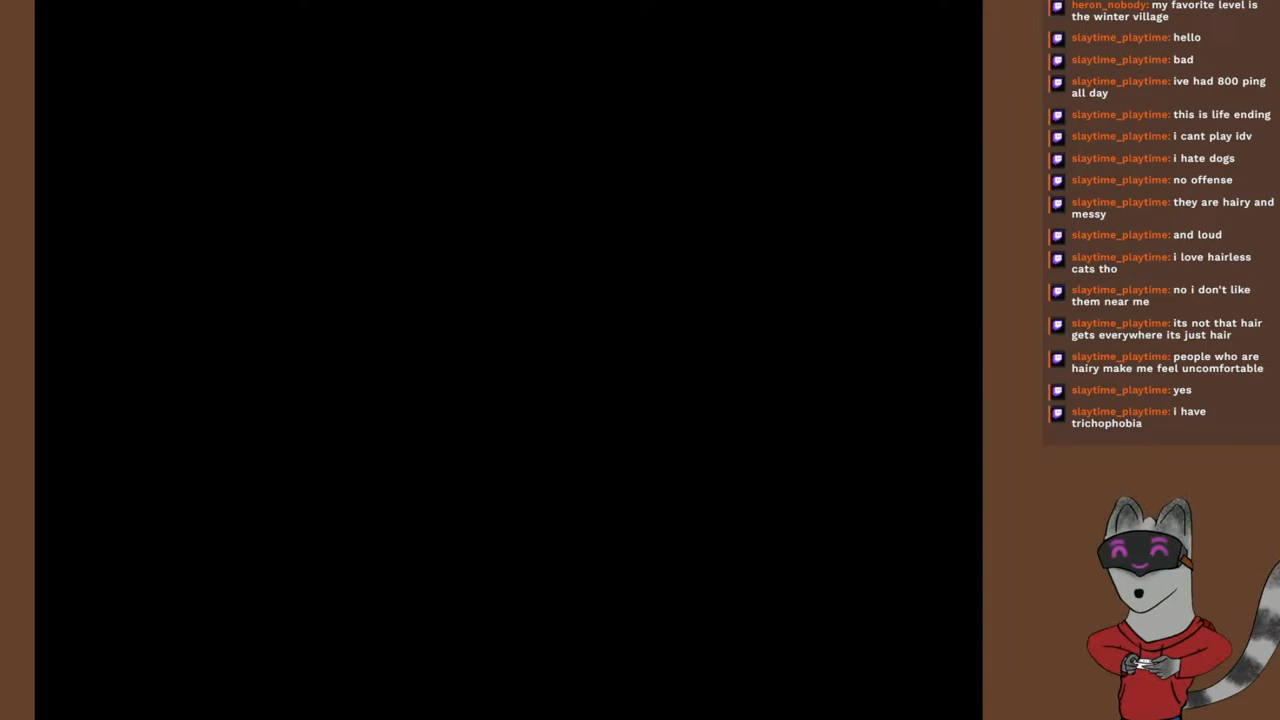 heron_nobody: my favorite level is
the winter village
slaytime_playtime: hello
slaytime_playtime: bad
slaytime_playtime: ive had 800 ping
all day
slaytime_playtime: this is life ending
slaytime_playtime: i cant play idv
slaytime_playtime: i hate dogs
slaytime_playtime: no offense
slaytime_playtime: they are hairy and
messy
slaytime_playtime: and loud
slaytime_playtime: i love hairless
cats tho
slaytime_playtime: no i don't like
them near me
slaytime_playtime: its not that hair
gets everywhere its just hair
slaytime_playtime: people who are
hairy make me feel uncomfortable
slaytime_playtime: yes
slaytime_playtime: i have
trichophobia